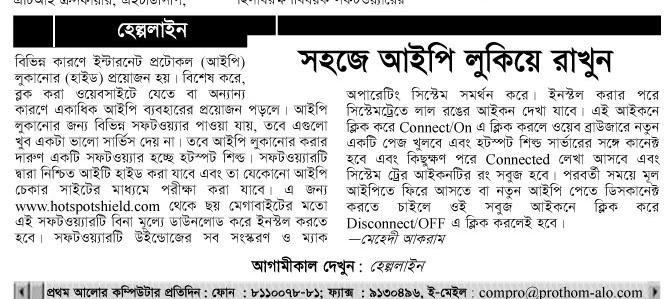 হেল্পলাইন
সহজে আইপি লুকিয়ে রাখুন
বিভিন্ন কারণে ইন্টারনেট প্রটোকল (আইপি)
লুকানোর (হাইড) প্রয়োজন হয়। বিশেষ করে,
ব্লক করা ওয়েবসাইটে যেতে বা অন্যান্য
কারণে একাধিক আইপি ব্যবহারের প্রয়োজন পড়লে। আইপি
লুকানোর জন্য বিভিন্ন সফটওয়্যার পাওয়া যায়, তবে এগুলো
খুব একটা ভালো সার্ভিস দেয় না। তবে আইপি লুকানোর করার
দারুণ একটি সফটওয়্যার হচ্ছে হটস্পট শিল্ড। সফটওয়্যারটি
দ্বারা নিশ্চিত আইটি হাইড করা যাবে এবং তা যেকোনো আইপি
চেকার সাইটের মাধ্যমে পরীক্ষা করা যাবে। এ জন্য
www.hotspotshield.com থেকে ছয় মেগাবাইটের মতো
এই সফটওয়্যারটি বিনা মূল্যে ডাউনলোড করে ইনস্টল করতে
হবে। সফটওয়্যারটি উইন্ডোজের সব সংস্করণ ও ম্যাক
অপারেটিং সিস্টেম সমর্থন করে। ইনস্টল করার পরে
সিস্টেমট্রেতে লাল রঙের আইকন দেখা যাবে। এই আইকনে
ক্লিক করে Connect/On এ ক্লিক করলে ওয়েব ব্রাউজারে নতুন
একটি পেজ খুলবে এবং হটস্পট শিল্ড সার্ভারের সঙ্গে কানেক্ট
হবে এবং কিছুক্ষণ পরে Connected লেখা আসবে এবং
সিস্টেম ট্রের আইকনটির রং সবুজ হবে। পরবর্তী সময়ে মূল
আইপিতে ফিরে আসতে বা নতুন আইপি পেতে ডিসকানেক্ট
করতে চাইলে ওই সবুজ আইকনে ক্লিক করে
Disconnect/OFF এ ক্লিক করলেই হবে।
—মেহেদী আকরাম
আগামীকাল দেখুন : হেল্পলাইন
প্রথম আলোর কম্পিউটার প্রতিদিন : ফোন : ৮১১০০৭৮-৮১; ফ্যাক্স : ৯১৩০৪৯৬, ই-মেইল : compro@prothom-alo.com